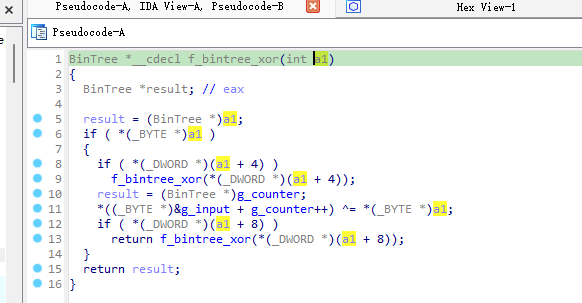 Pseudocode-A, IDA View-A, Pseudocode-B
Hex View-1
Pseudocode-A
1 BinTree *__cdecl f_bintree_xor(int a1)
2 {
3 BinTree *result; // eax
4
5 result = (BinTree *)a1;
6 if ( *(_BYTE *)a1 )
7 {
8 if ( *(_DWORD *)(a1 + 4) )
9 f_bintree_xor(*(_DWORD *)(a1 + 4));
10 result = (BinTree *)g_counter;
11 *((_BYTE *)&g_input + g_counter++) ^= *(_BYTE *)a1;
12 if ( *(_DWORD *)(a1 + 8) )
13 return f_bintree_xor(*(_DWORD *)(a1 + 8));
14 }
15 return result;
16 }